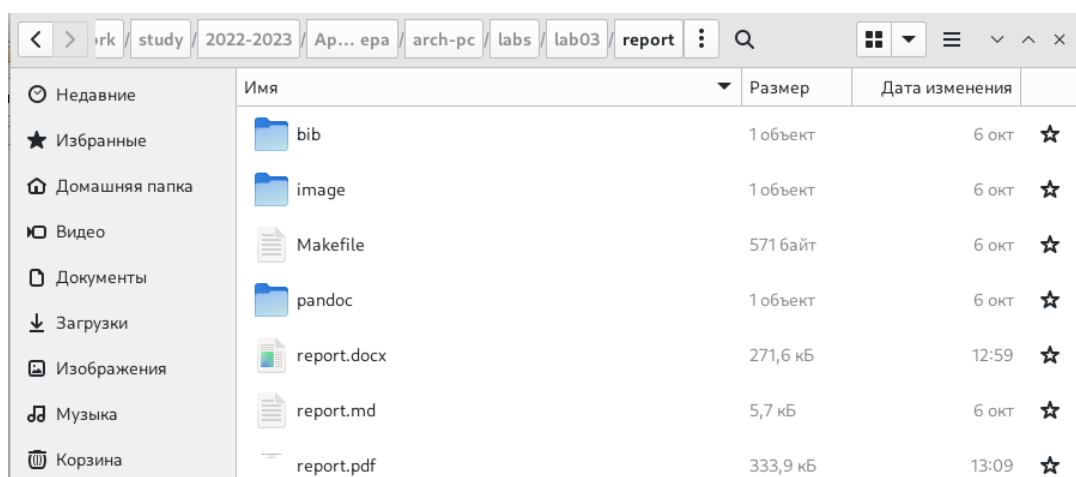 rk / study / 2022-2023 / Ap... epa / arch-pc / labs / lab03 / report
Имя Размер Дата изменения
Недавние
Избранные
Домашняя папка
Видео
Документы
Загрузки
Изображения
Музыка
Корзина
bib 1 объект 6 окт
image 1 объект 6 окт
Makefile 571 байт 6 окт
pandoc 1 объект 6 окт
report.docx 271,6 кБ 12:59
report.md 5,7 кБ 6 окт
report.pdf 333,9 кБ 13:09